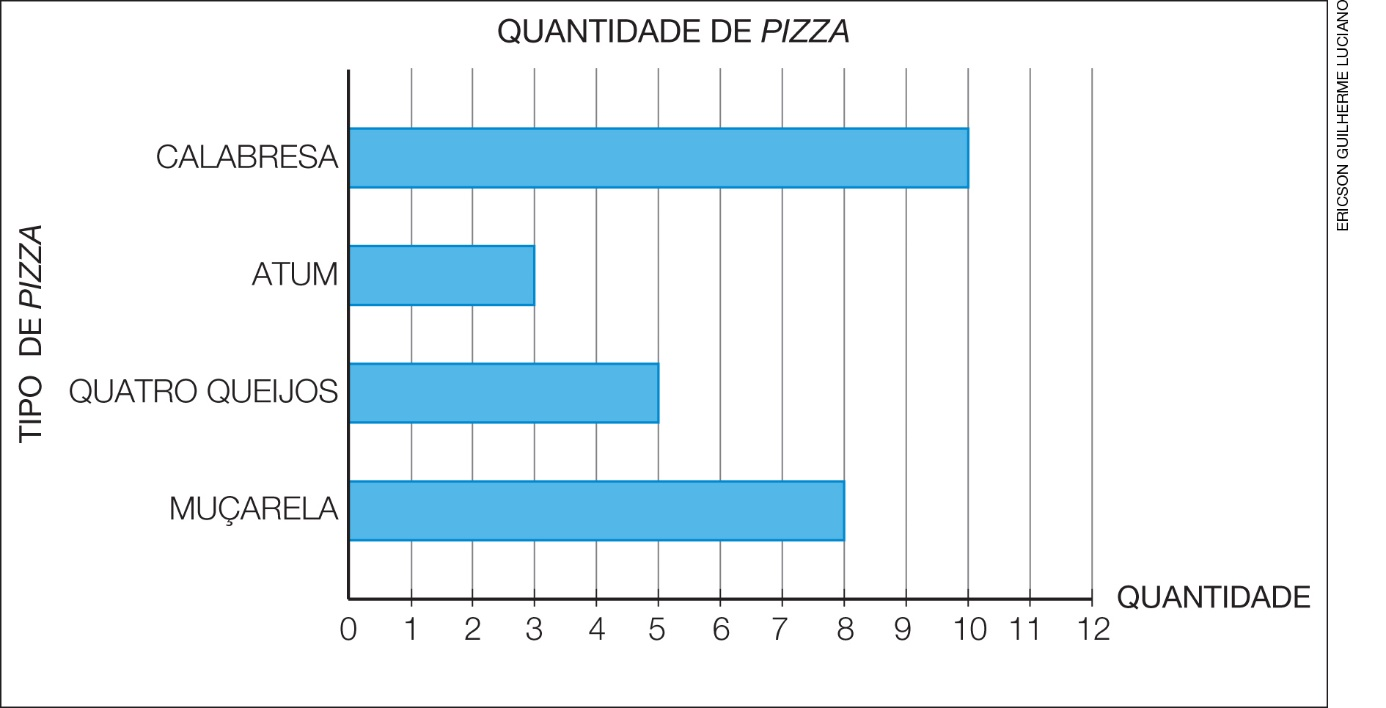 QUANTIDADE DE PIZZA
ERICSON GUILHERME LUCIANO
TIPO DE PIZZA
CALABRESA
ATUM
QUATRO QUEIJOS
MUÇARELA
QUANTIDADE
0 1 2 3 4 5 6 7 8 9 10 11 12